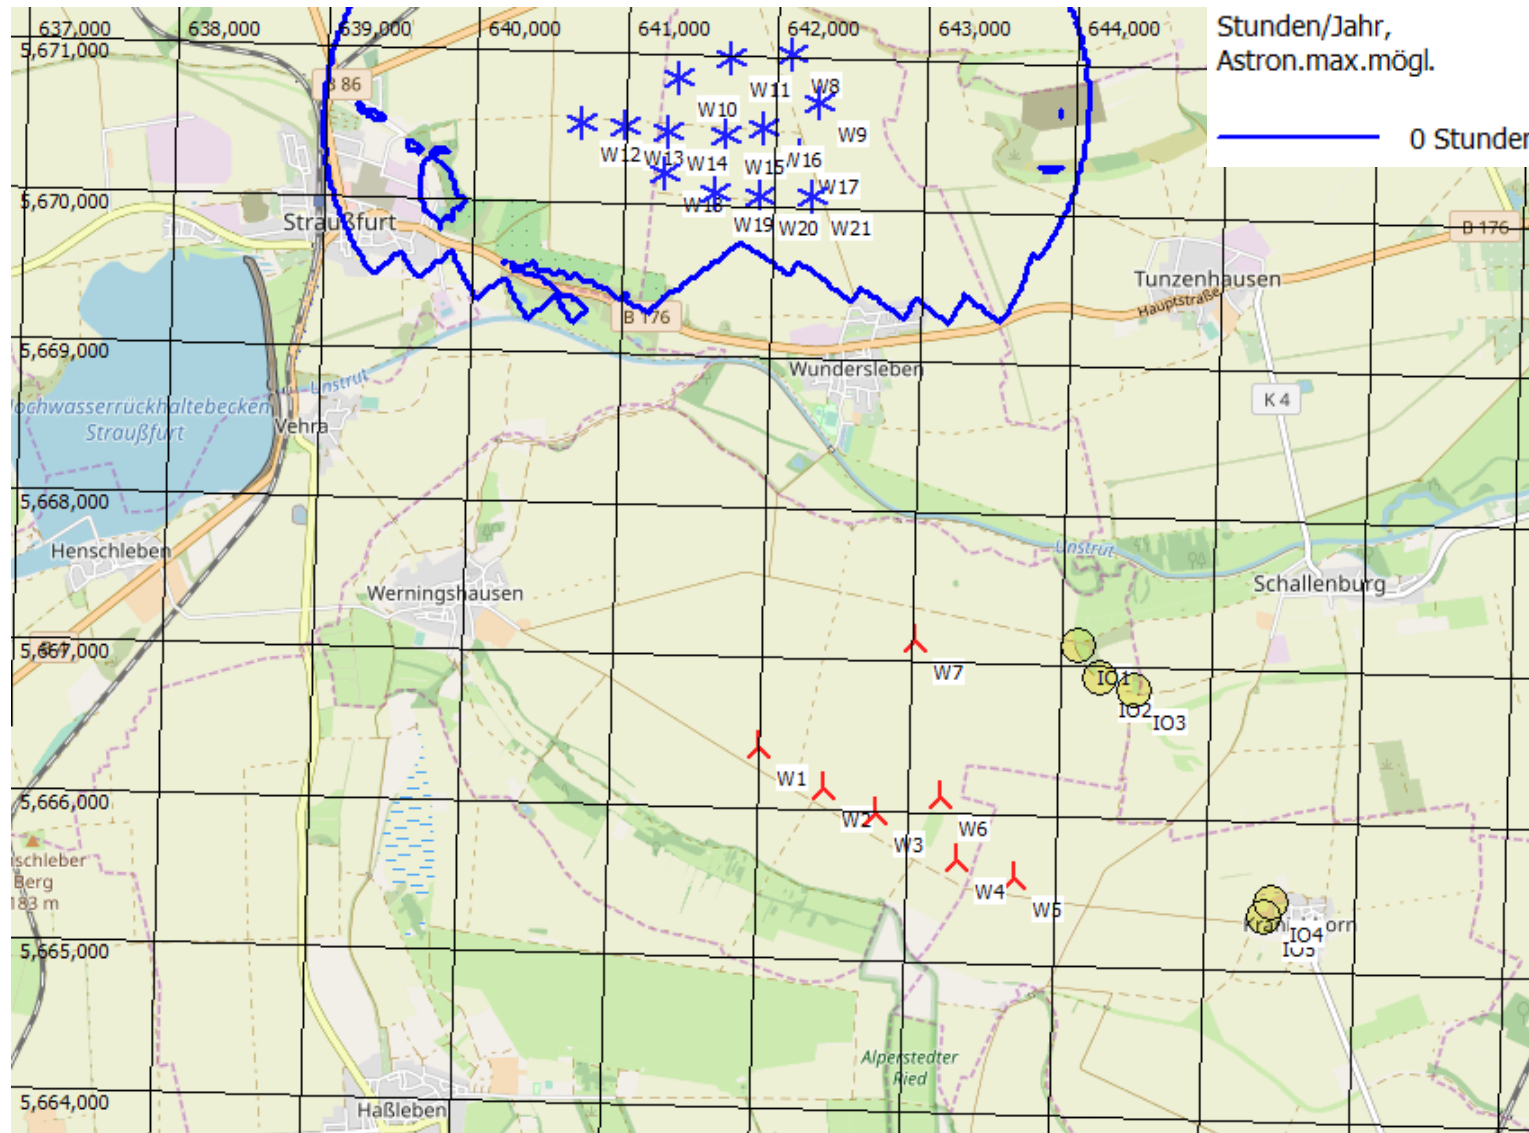 637,000
638,000
639,000
640,000
641,000
642,000
643,000
644,000
Stunden/Jahr,
Astron.max.mögl.
0 Stunden
5,671,000
B 86
W11
W8
W10
W9
W12
W13
W14
W15
W16
W17
W18
W19
W20
W21
5,670,000
Straußfurt
B 176
Tunzenhausen
Hauptstraße
B 176
5,669,000
Wundersleben
Unstrut
K 4
Hochwasserrückhaltebecken
Straußfurt
Vehra
5,668,000
Henschleben
Unstrut
Schallenburg
Werningshausen
5,667,000
W7
IO1
IO2
IO3
W1
5,666,000
W2
W6
W3
W4
W5
nschleber
Berg
183 m
IO4
IO5
5,665,000
Alperstedter
Ried
5,664,000
Haßleben